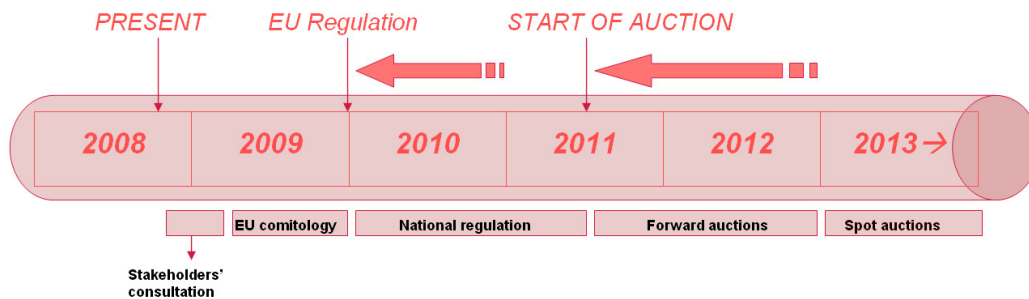 PRESENT EU Regulation START OF AUCTION
2008 2009 2010 2011 2012 2013→
EU comitology National regulation Forward auctions Spot auctions
Stakeholders'
consultation